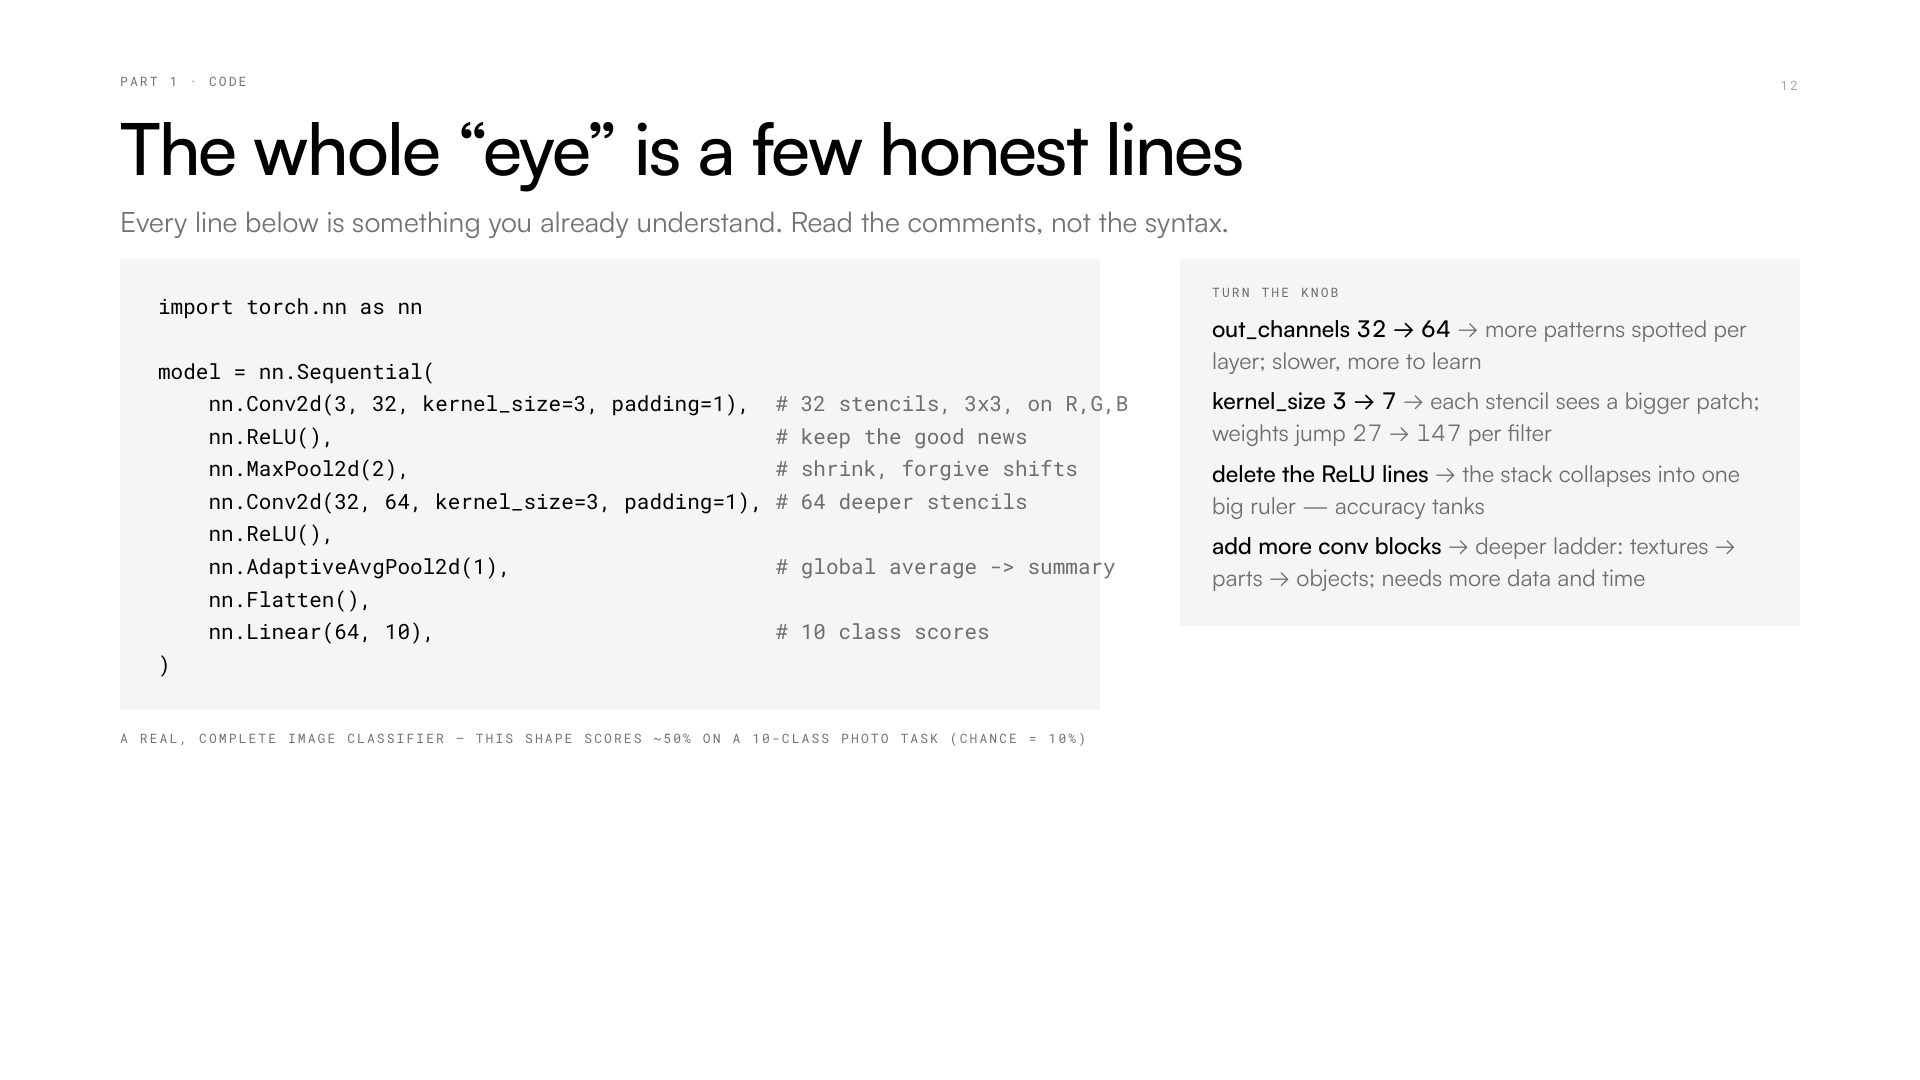 PART 1 · CODE
12
The whole “eye” is a few honest lines
Every line below is something you already understand. Read the comments, not the syntax.
import torch.nn as nn
model = nn.Sequential(
    nn.Conv2d(3, 32, kernel_size=3, padding=1),  # 32 stencils, 3x3, on R,G,B
    nn.ReLU(),                                   # keep the good news
    nn.MaxPool2d(2),                             # shrink, forgive shifts
    nn.Conv2d(32, 64, kernel_size=3, padding=1), # 64 deeper stencils
    nn.ReLU(),
    nn.AdaptiveAvgPool2d(1),                     # global average -> summary
    nn.Flatten(),
    nn.Linear(64, 10),                           # 10 class scores
)
A REAL, COMPLETE IMAGE CLASSIFIER — THIS SHAPE SCORES ~50% ON A 10-CLASS PHOTO TASK (CHANCE = 10%)
TURN THE KNOB
out_channels 32 → 64 → more patterns spotted per
layer; slower, more to learn
kernel_size 3 → 7 → each stencil sees a bigger patch;
weights jump 27 → 147 per filter
delete the ReLU lines → the stack collapses into one
big ruler — accuracy tanks
add more conv blocks → deeper ladder: textures →
parts → objects; needs more data and time